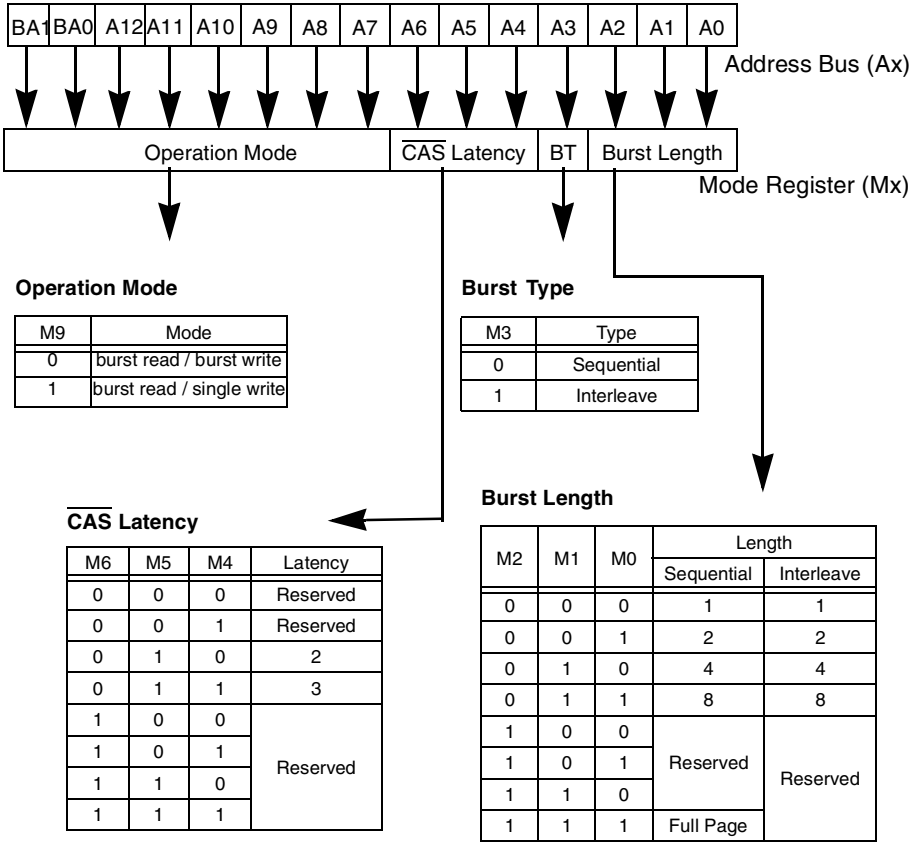 BA1 BA0 A12 A11 A10 A9 A8 A7 A6 A5 A4 A3 A2 A1 A0
Address Bus (Ax)
Operation Mode CAS Latency BT Burst Length
Mode Register (Mx)
Operation Mode
M9 Mode
0 burst read / burst write
1 burst read / single write
Burst Type
M3 Type
0 Sequential
1 Interleave
CAS Latency
M6 M5 M4 Latency
0 0 0 Reserved
0 0 1 Reserved
0 1 0 2
0 1 1 3
1 0 0
1 0 1
Reserved
1 1 0
1 1 1
Burst Length
M2 M1 M0 Length
Sequential Interleave
0 0 0 1 1
0 0 1 2 2
0 1 0 4 4
0 1 1 8 8
1 0 0
1 0 1 Reserved
Reserved
1 1 0
1 1 1 Full Page